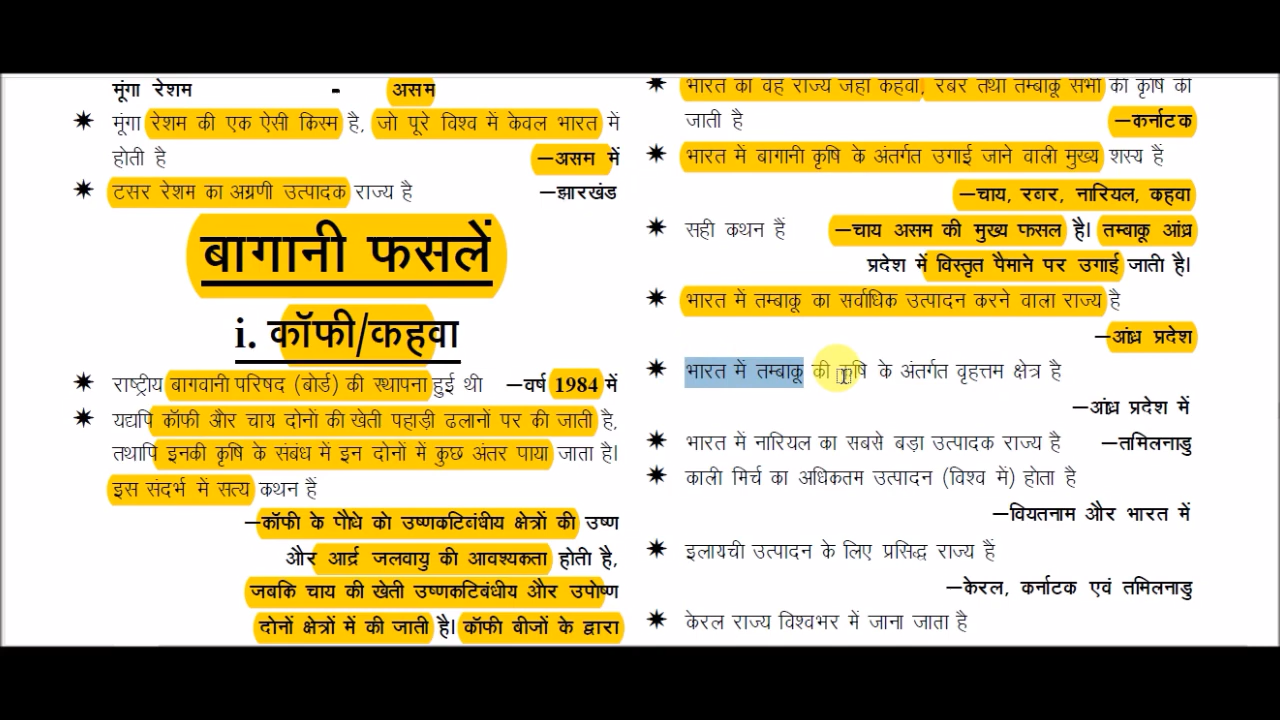 मूंगा रेशम - असम
✷ मूंगा रेशम की एक ऐसी किस्म है, जो पूरे विश्व में केवल भारत में
होती है –असम में
✷ टसर रेशम का अग्रणी उत्पादक राज्य है –झारखंड
बागानी फसलें
i. कॉफी/कहवा
✷ राष्ट्रीय बागवानी परिषद (बोर्ड) की स्थापना हुई थी –वर्ष 1984 में
✷ यद्यपि कॉफी और चाय दोनों की खेती पहाड़ी ढलानों पर की जाती है,
तथापि इनकी कृषि के संबंध में इन दोनों में कुछ अंतर पाया जाता है।
इस संदर्भ में सत्य कथन हैं
–कॉफी के पौधे को उष्णकटिबंधीय क्षेत्रों की उष्ण
और आर्द्र जलवायु की आवश्यकता होती है,
जबकि चाय की खेती उष्णकटिबंधीय और उपोष्ण
दोनों क्षेत्रों में की जाती है। कॉफी बीजों के द्वारा
✷ भारत का वह राज्य जहां कहवा, रबर तथा तम्बाकू सभी की कृषि की
जाती है –कर्नाटक
✷ भारत में बागानी कृषि के अंतर्गत उगाई जाने वाली मुख्य शस्य हैं
–चाय, रबर, नारियल, कहवा
✷ सही कथन हैं –चाय असम की मुख्य फसल है। तम्बाकू आंध्र
प्रदेश में विस्तृत पैमाने पर उगाई जाती है।
✷ भारत में तम्बाकू का सर्वाधिक उत्पादन करने वाला राज्य है
–आंध्र प्रदेश
✷ भारत में तम्बाकू की कृषि के अंतर्गत वृहत्तम क्षेत्र है
–आंध्र प्रदेश में
✷ भारत में नारियल का सबसे बड़ा उत्पादक राज्य है –तमिलनाडु
✷ काली मिर्च का अधिकतम उत्पादन (विश्व में) होता है
–वियतनाम और भारत में
✷ इलायची उत्पादन के लिए प्रसिद्ध राज्य हैं
–केरल, कर्नाटक एवं तमिलनाडु
✷ केरल राज्य विश्वभर में जाना जाता है